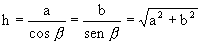 h = a / cos β = b / sen β = √(a² + b²)